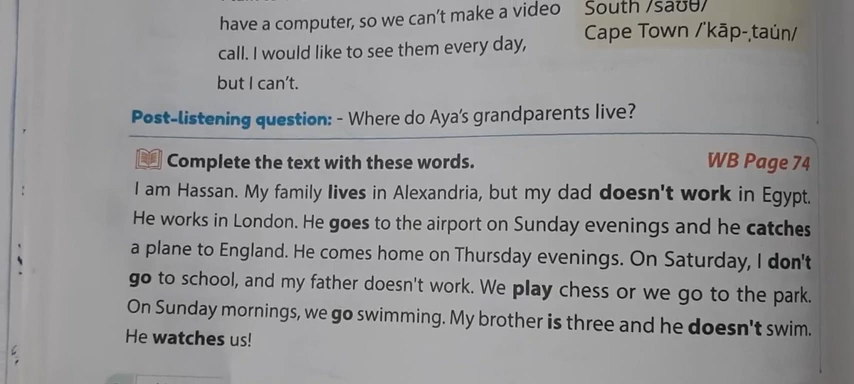 have a computer, so we can't make a video
call. I would like to see them every day,
but I can't.
South /saʊθ/
Cape Town /ˈkāp-ˌtau̇n/
Post-listening question: - Where do Aya's grandparents live?
Complete the text with these words. WB Page 74
I am Hassan. My family lives in Alexandria, but my dad doesn't work in Egypt.
He works in London. He goes to the airport on Sunday evenings and he catches
a plane to England. He comes home on Thursday evenings. On Saturday, I don't
go to school, and my father doesn't work. We play chess or we go to the park.
On Sunday mornings, we go swimming. My brother is three and he doesn't swim.
He watches us!